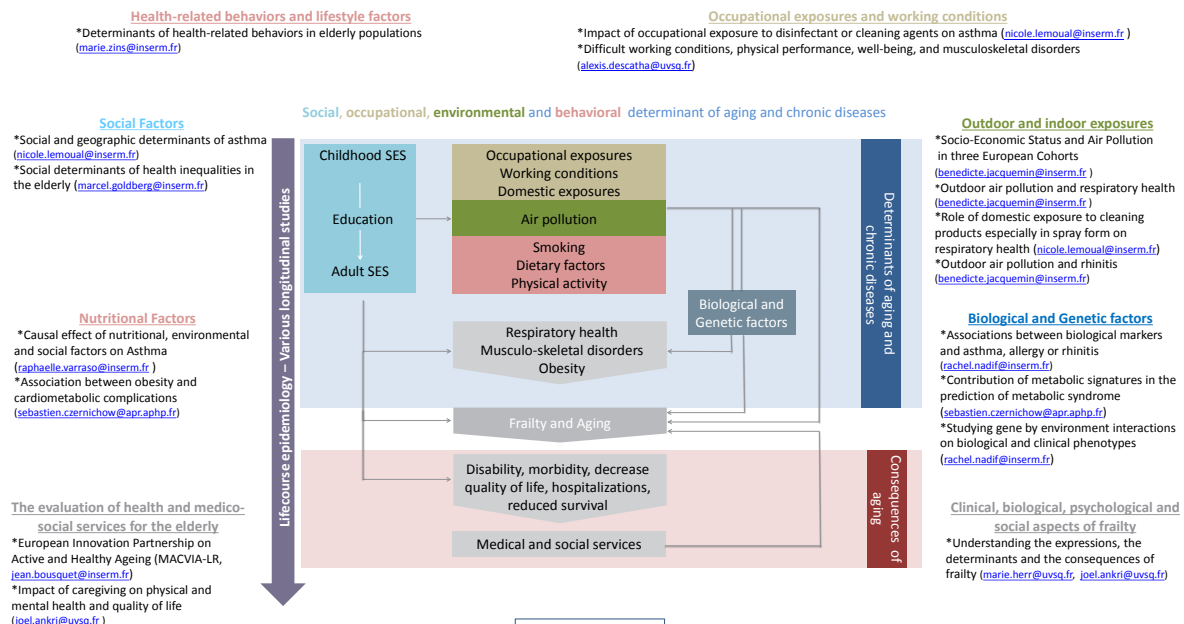 Health-related behaviors and lifestyle factors
*Determinants of health-related behaviors in elderly populations
(marie.zins@inserm.fr)
Occupational exposures and working conditions
*Impact of occupational exposure to disinfectant or cleaning agents on asthma (nicole.lemoual@inserm.fr )
*Difficult working conditions, physical performance, well-being, and musculoskeletal disorders
(alexis.descatha@uvsq.fr)
Social, occupational, environmental and behavioral determinant of aging and chronic diseases
Social Factors
*Social and geographic determinants of asthma
(nicole.lemoual@inserm.fr)
*Social determinants of health inequalities in
the elderly (marcel.goldberg@inserm.fr)
Nutritional Factors
*Causal effect of nutritional, environmental
and social factors on Asthma
(raphaelle.varraso@inserm.fr )
*Association between obesity and
cardiometabolic complications
(sebastien.czernichow@apr.aphp.fr)
The evaluation of health and medico-
social services for the elderly
*European Innovation Partnership on
Active and Healthy Ageing (MACVIA-LR,
jean.bousquet@inserm.fr)
*Impact of caregiving on physical and
mental health and quality of life
(joel.ankri@uvsq.fr )
Lifecourse epidemiology – Various longitudinal studies
Childhood SES
Education
Adult SES
Occupational exposures
Working conditions
Domestic exposures
Air pollution
Smoking
Dietary factors
Physical activity
Biological and
Genetic factors
Respiratory health
Musculo-skeletal disorders
Obesity
Frailty and Aging
Disability, morbidity, decrease
quality of life, hospitalizations,
reduced survival
Medical and social services
Determinants of aging and
chronic diseases
Consequences of
aging
Outdoor and indoor exposures
*Socio-Economic Status and Air Pollution
in three European Cohorts
(benedicte.jacquemin@inserm.fr )
*Outdoor air pollution and respiratory health
(benedicte.jacquemin@inserm.fr )
*Role of domestic exposure to cleaning
products especially in spray form on
respiratory health (nicole.lemoual@inserm.fr)
*Outdoor air pollution and rhinitis
(benedicte.jacquemin@inserm.fr)
Biological and Genetic factors
*Associations between biological markers
and asthma, allergy or rhinitis
(rachel.nadif@inserm.fr)
*Contribution of metabolic signatures in the
prediction of metabolic syndrome
(sebastien.czernichow@apr.aphp.fr)
*Studying gene by environment interactions
on biological and clinical phenotypes
(rachel.nadif@inserm.fr)
Clinical, biological, psychological and
social aspects of frailty
*Understanding the expressions, the
determinants and the consequences of
frailty (marie.herr@uvsq.fr, joel.ankri@uvsq.fr)